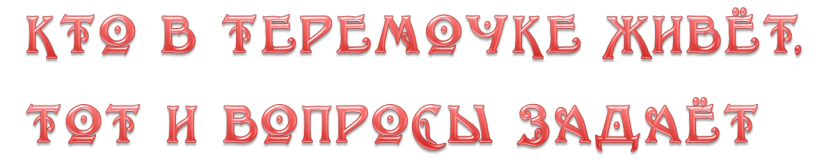 КТО В ТЕРЕМОЧКЕ ЖИВЁТ,
ТОТ И ВОПРОСЫ ЗАДАЁТ